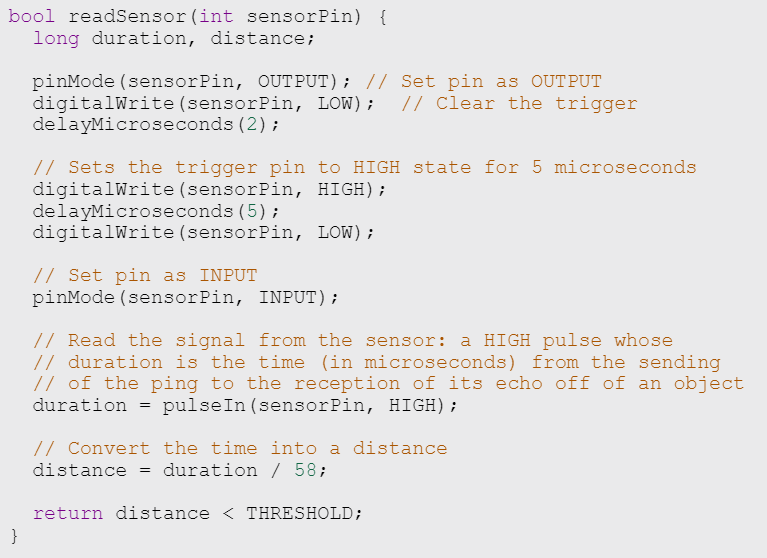 bool readSensor(int sensorPin) {
  long duration, distance;

  pinMode(sensorPin, OUTPUT); // Set pin as OUTPUT
  digitalWrite(sensorPin, LOW);  // Clear the trigger
  delayMicroseconds(2);

  // Sets the trigger pin to HIGH state for 5 microseconds
  digitalWrite(sensorPin, HIGH);
  delayMicroseconds(5);
  digitalWrite(sensorPin, LOW);

  // Set pin as INPUT
  pinMode(sensorPin, INPUT);

  // Read the signal from the sensor: a HIGH pulse whose
  // duration is the time (in microseconds) from the sending
  // of the ping to the reception of its echo off of an object
  duration = pulseIn(sensorPin, HIGH);

  // Convert the time into a distance
  distance = duration / 58;

  return distance < THRESHOLD;
}